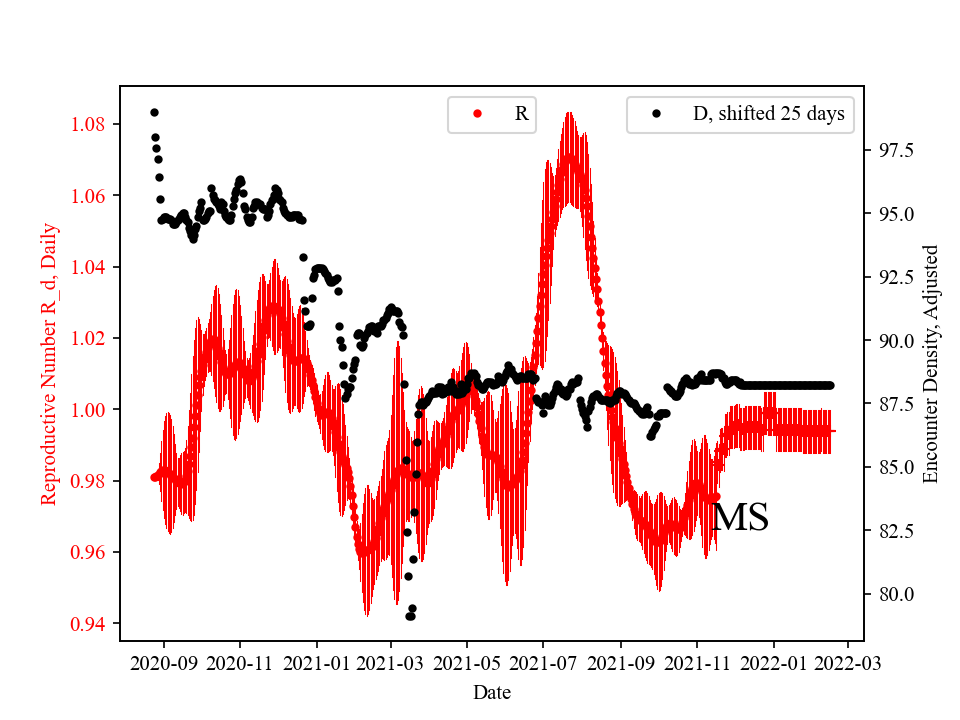 R
D, shifted 25 days
1.08
1.06
1.04
1.02
1.00
0.98
0.96
0.94
Reproductive Number R_d, Daily
97.5
95.0
92.5
90.0
87.5
85.0
82.5
80.0
Encounter Density, Adjusted
MS
2020-09 2020-11 2021-01 2021-03 2021-05 2021-07 2021-09 2021-11 2022-01 2022-03
Date